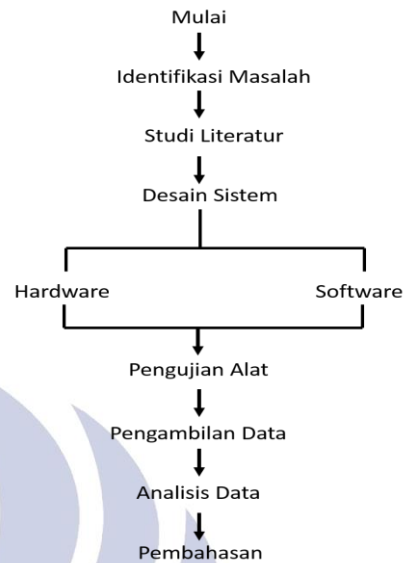 Mulai
Identifikasi Masalah
Studi Literatur
Desain Sistem
Hardware
Software
Pengujian Alat
Pengambilan Data
Analisis Data
Pembahasan